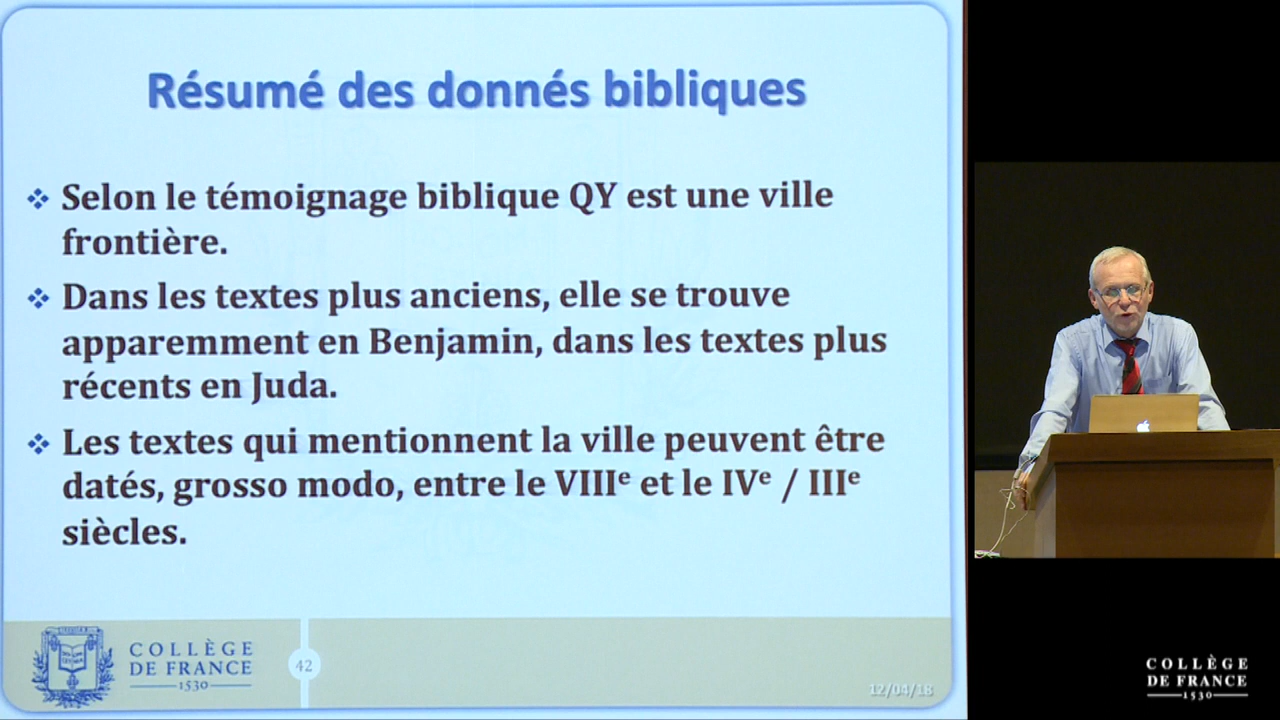 Résumé des donnés bibliques
Selon le témoignage biblique QY est une ville
frontière.
Dans les textes plus anciens, elle se trouve
apparemment en Benjamin, dans les textes plus
récents en Juda.
Les textes qui mentionnent la ville peuvent être
datés, grosso modo, entre le VIIIᵉ et le IVᵉ / IIIᵉ
siècles.
COLLÈGE
DE FRANCE
1530
42
12/04/18
COLLÈGE
DE FRANCE
1530